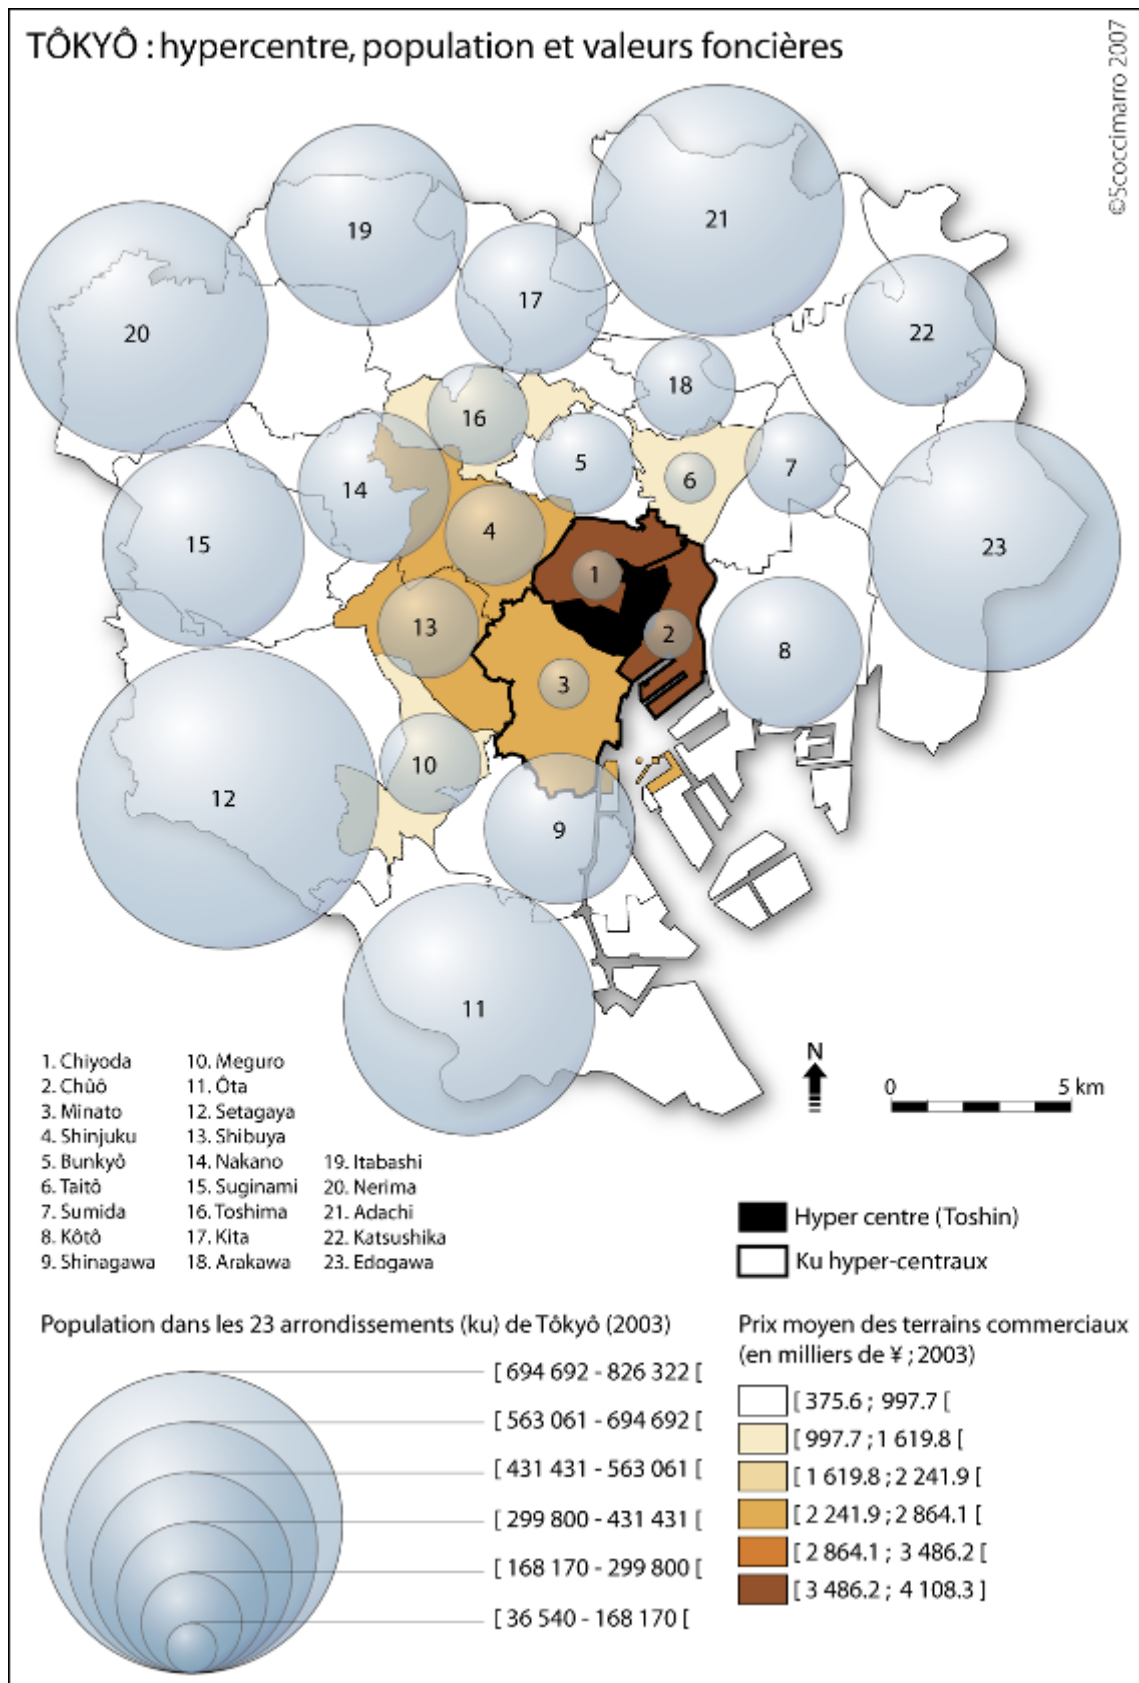 TÔKYÔ : hypercentre, population et valeurs foncières
©Scoccimarro 2007
19
21
20
17
22
18
16
5
7
6
14
4
15
23
1
13
2
8
3
10
12
9
11
N
0 5 km
1. Chiyoda
2. Chûô
3. Minato
4. Shinjuku
5. Bunkyô
6. Taitô
7. Sumida
8. Kôtô
9. Shinagawa
10. Meguro
11. Ôta
12. Setagaya
13. Shibuya
14. Nakano
15. Suginami
16. Toshima
17. Kita
18. Arakawa
19. Itabashi
20. Nerima
21. Adachi
22. Katsushika
23. Edogawa
Hyper centre (Toshin)
Ku hyper-centraux
Population dans les 23 arrondissements (ku) de Tôkyô (2003)
[ 694 692 - 826 322 [
[ 563 061 - 694 692 [
[ 431 431 - 563 061 [
[ 299 800 - 431 431 [
[ 168 170 - 299 800 [
[ 36 540 - 168 170 [
Prix moyen des terrains commerciaux
(en milliers de ¥ ; 2003)
[ 375.6 ; 997.7 [
[ 997.7 ; 1 619.8 [
[ 1 619.8 ; 2 241.9 [
[ 2 241.9 ; 2 864.1 [
[ 2 864.1 ; 3 486.2 [
[ 3 486.2 ; 4 108.3 ]